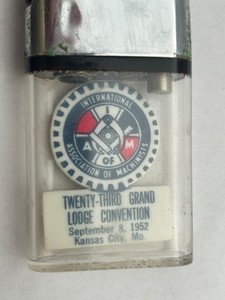 INTERNATIONAL
I
A M
OF
ASSOCIATION OF MACHINISTS
TWENTY-THIRD GRAND
LODGE CONVENTION
September 8, 1952
Kansas City, Mo.